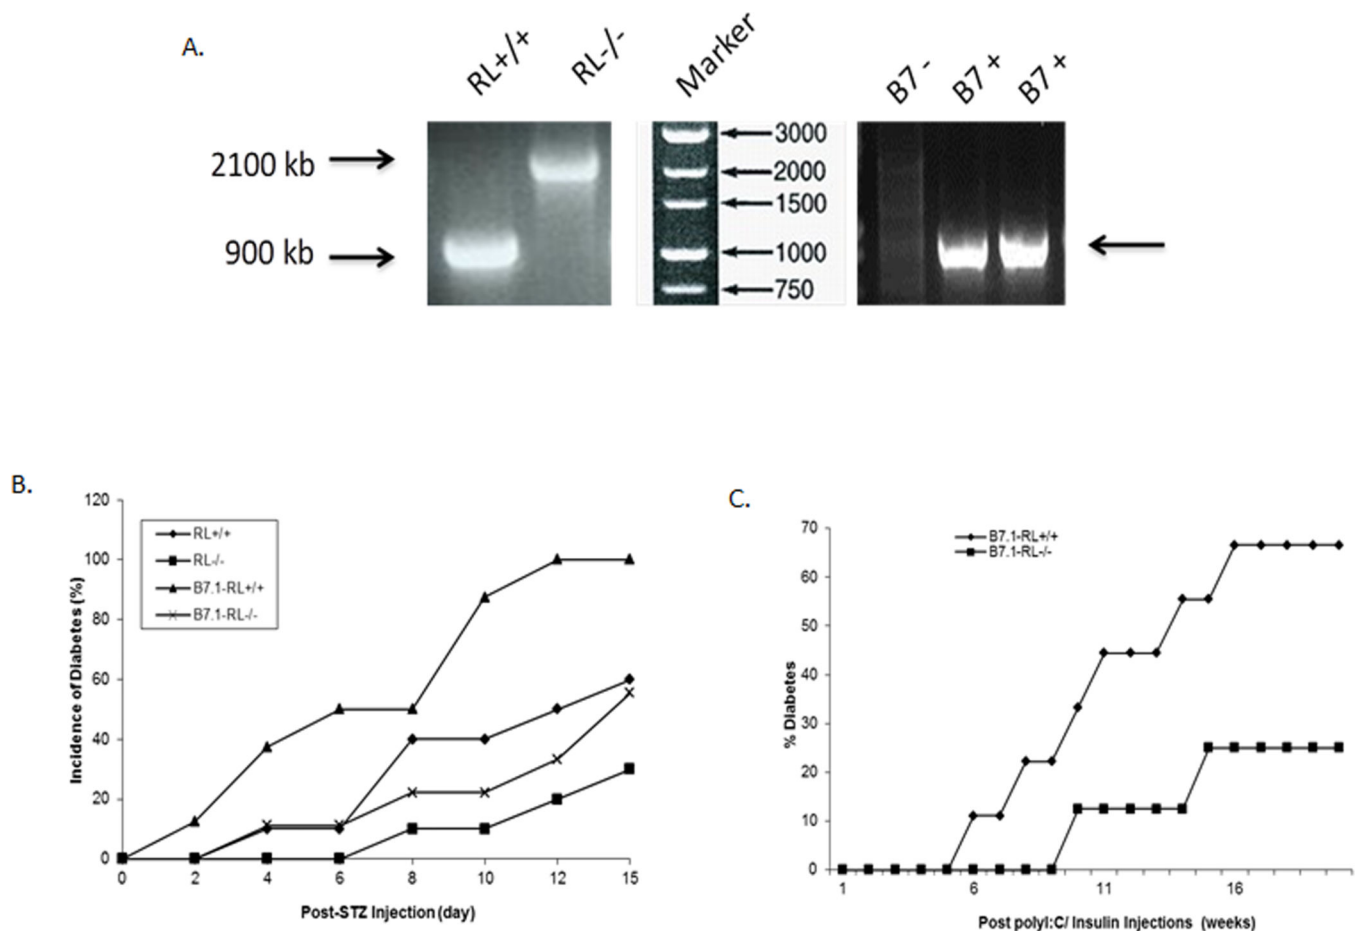 A.
RL+/+
RL-/-
Marker
B7 -
B7 +
B7 +
2100 kb
900 kb
3000
2000
1500
1000
750
B.
Incidence of Diabetes (%)
120
100
80
60
40
20
0
RL+/+
RL-/-
B7.1-RL+/+
B7.1-RL-/-
0 2 4 6 8 10 12 15
Post-STZ Injection (day)
C.
% Diabetes
70
60
50
40
30
20
10
0
B7.1-RL+/+
B7.1-RL-/-
1 6 11 16
Post polyI:C/ Insulin Injections (weeks)